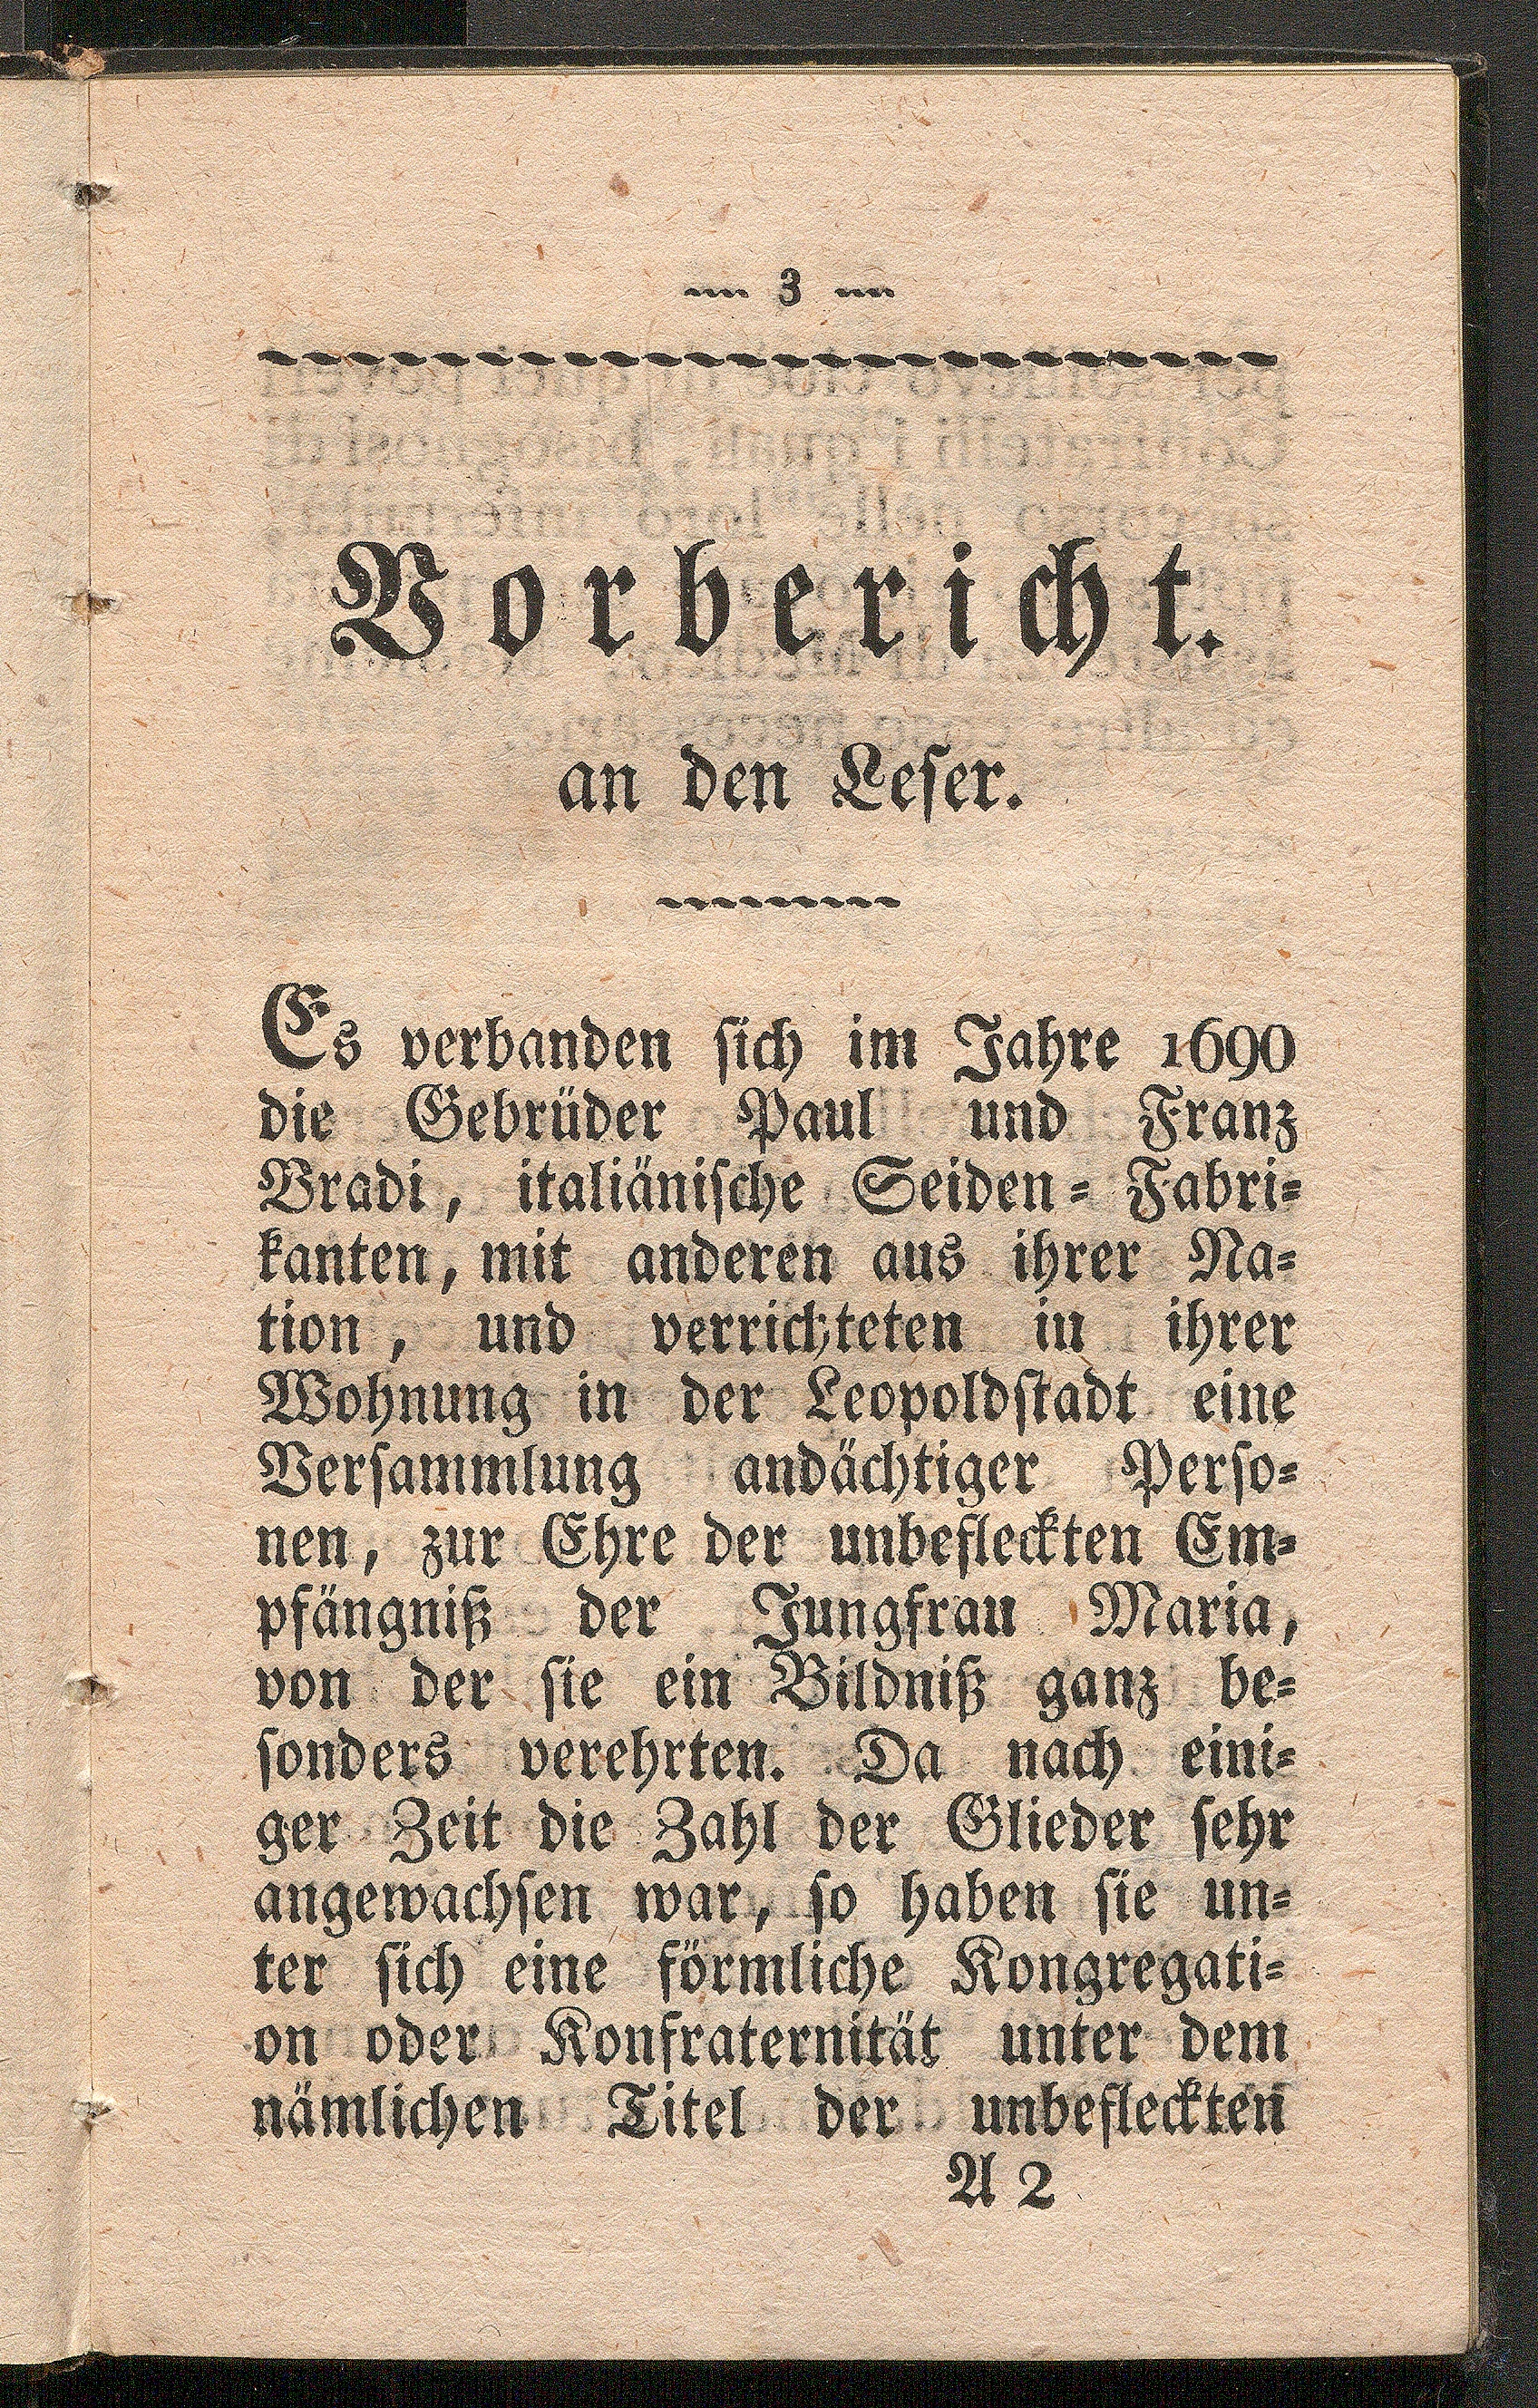 — 3 —
Vorbericht.
an den Leser.
Es verbanden sich im Jahre 1690
die Gebrüder Paul und Franz
Bradi, italiänische Seiden- Fabri-
kanten, mit anderen aus ihrer Na-
tion, und verrichteten in ihrer
Wohnung in der Leopoldstadt eine
Versammlung andächtiger Perso-
nen, zur Ehre der unbefleckten Em-
pfängniß der Jungfrau Maria,
von der sie ein Bildniß ganz be-
sonders verehrten. Da nach eini-
ger Zeit die Zahl der Glieder sehr
angewachsen war, so haben sie un-
ter sich eine förmliche Kongregati-
on oder Konfraternität unter dem
nämlichen Titel der unbefleckten
A 2